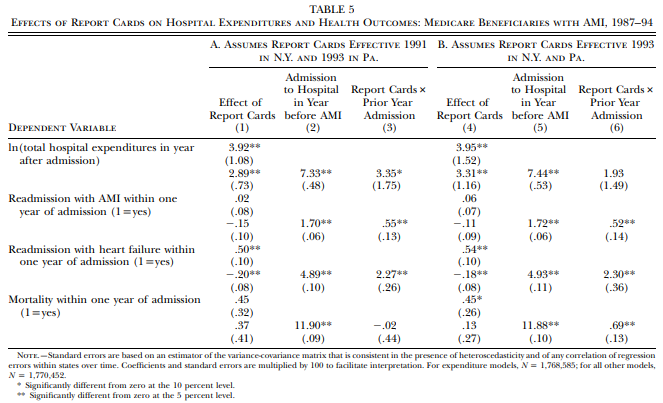 TABLE 5
EFFECTS OF REPORT CARDS ON HOSPITAL EXPENDITURES AND HEALTH OUTCOMES: MEDICARE BENEFICIARIES WITH AMI, 1987–94
A. ASSUMES REPORT CARDS EFFECTIVE 1991 B. ASSUMES REPORT CARDS EFFECTIVE 1993
IN N.Y. AND 1993 IN PA. IN N.Y. AND PA.
Admission Admission
to Hospital Report Cards × to Hospital Report Cards ×
Effect of in Year Prior Year Effect of in Year Prior Year
Report Cards before AMI Admission Report Cards before AMI Admission
DEPENDENT VARIABLE (1) (2) (3) (4) (5) (6)
ln(total hospital expenditures in year 3.92** 3.95**
after admission) (1.08) (1.52)
2.89** 7.33** 3.35* 3.31** 7.44** 1.93
(.73) (.48) (1.75) (1.16) (.53) (1.49)
Readmission with AMI within one .02 .06
year of admission (1=yes) (.08) (.07)
−.15 1.70** .55** −.11 1.72** .52**
(.10) (.06) (.13) (.09) (.06) (.14)
Readmission with heart failure within .50** .54**
one year of admission (1=yes) (.10) (.10)
−.20** 4.89** 2.27** −.18** 4.93** 2.30**
(.08) (.10) (.26) (.08) (.11) (.36)
Mortality within one year of admission .45 .45*
(1=yes) (.32) (.26)
.37 11.90** −.02 .13 11.88** .69**
(.41) (.09) (.44) (.27) (.10) (.13)
NOTE.—Standard errors are based on an estimator of the variance-covariance matrix that is consistent in the presence of heteroscedasticity and of any correlation of regression
errors within states over time. Coefficients and standard errors are multiplied by 100 to facilitate interpretation. For expenditure models, N = 1,768,585; for all other models,
N = 1,770,452.
* Significantly different from zero at the 10 percent level.
** Significantly different from zero at the 5 percent level.